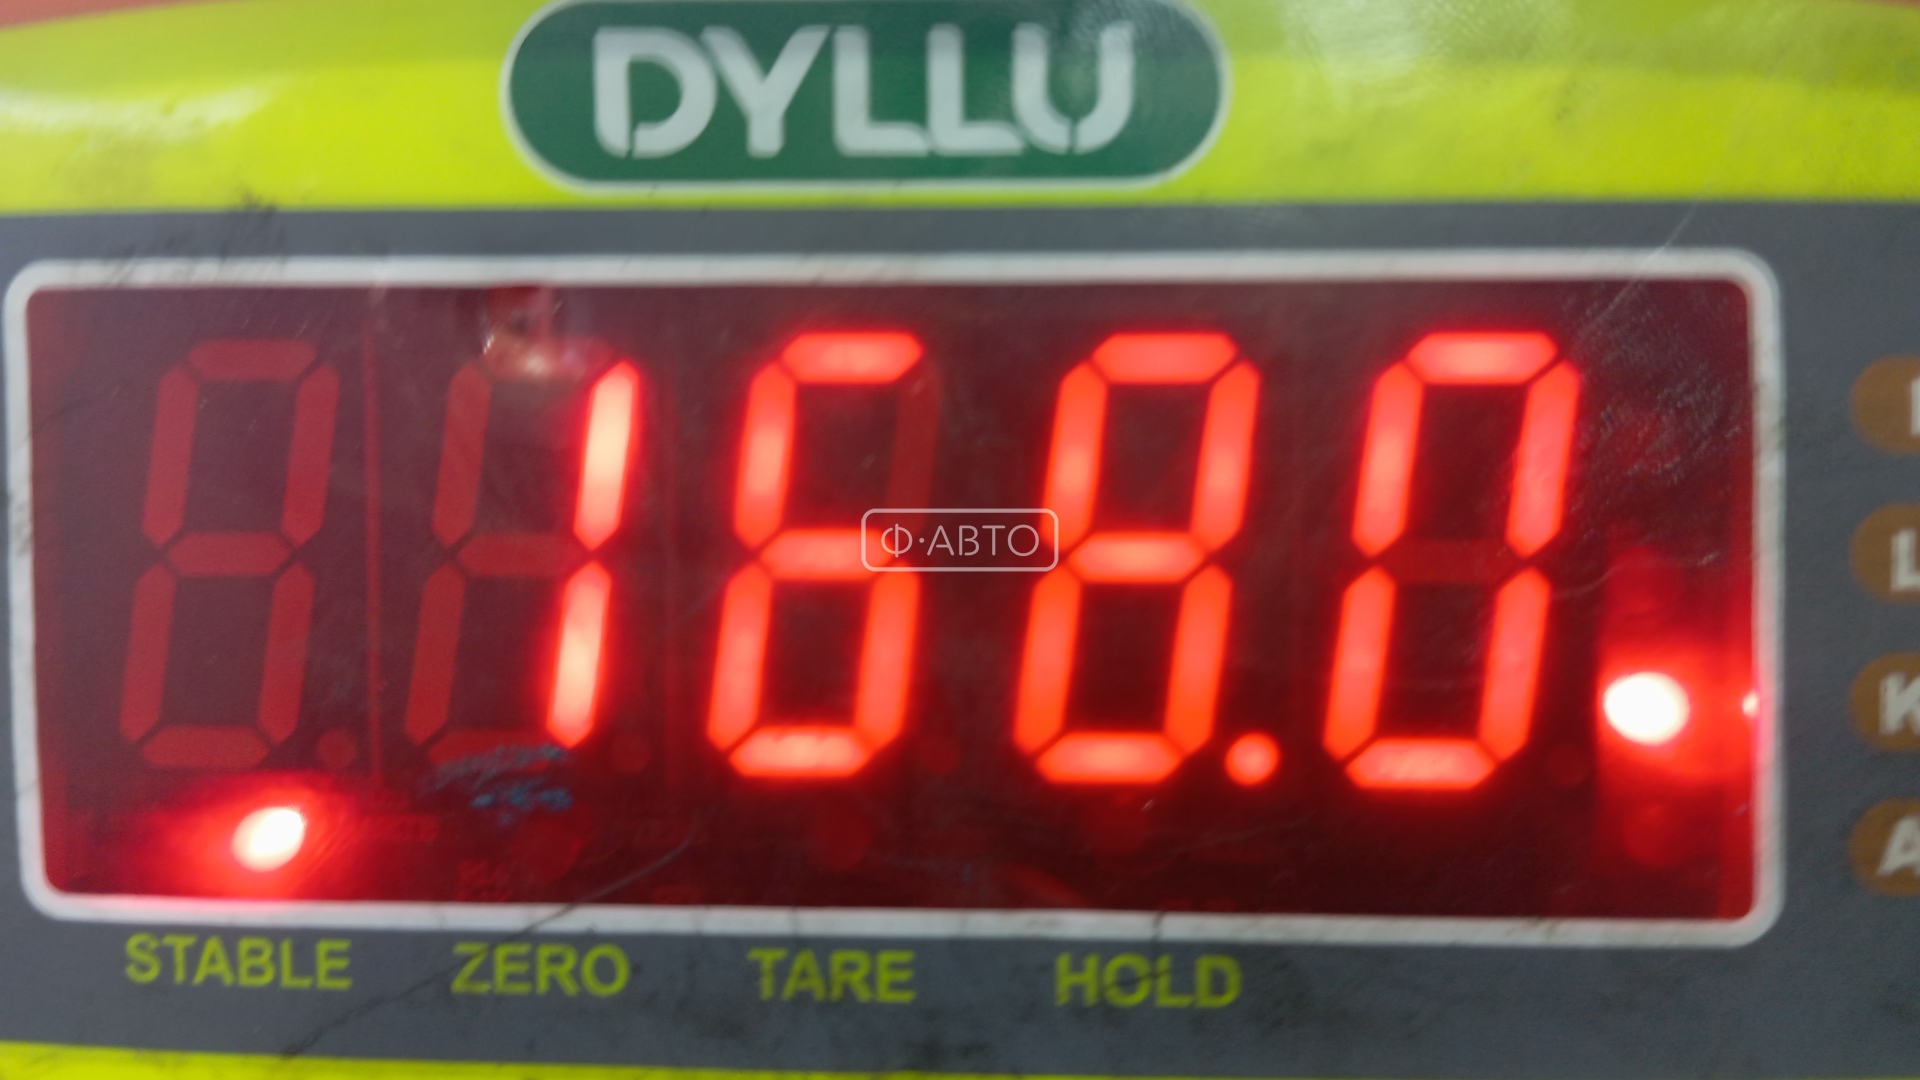 DYLLU
168.0
Ф·АВТО
L
K
A
STABLE ZERO TARE HOLD